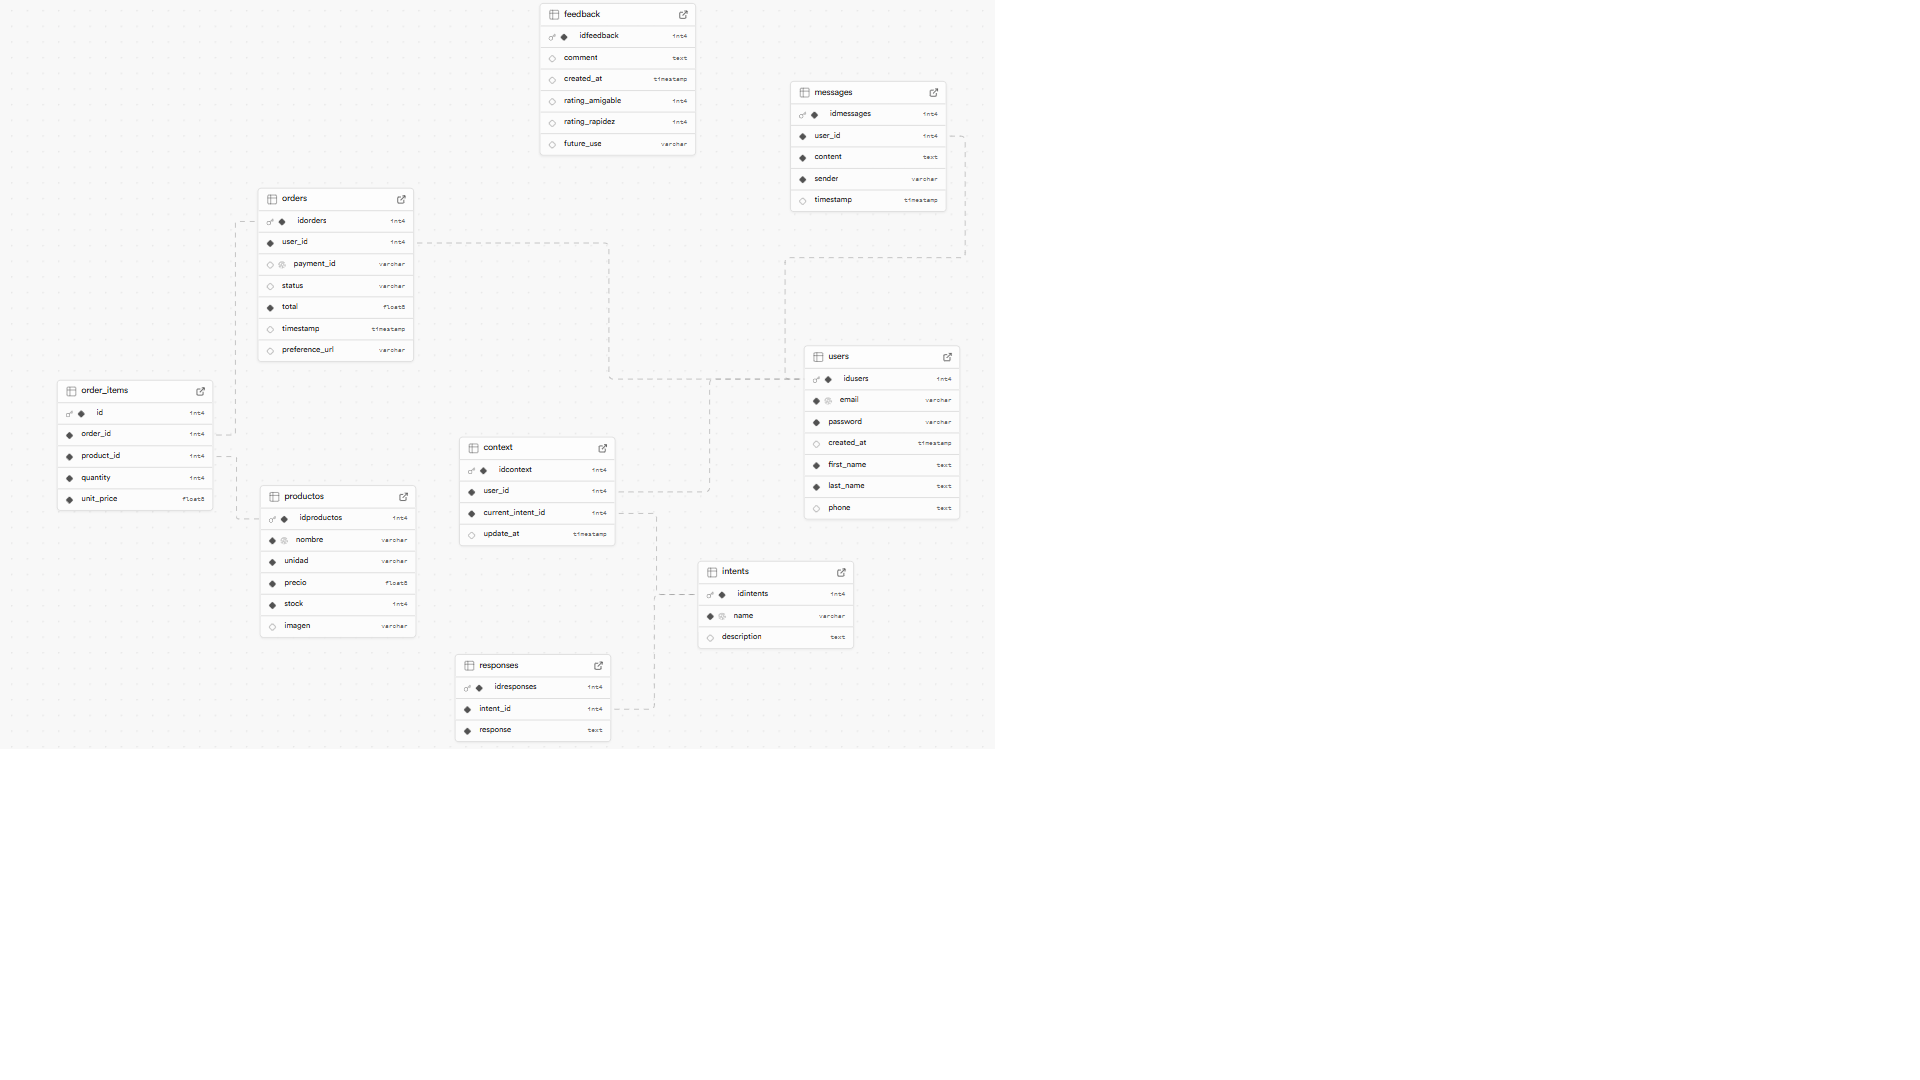 feedback
idfeedback int4
comment text
created_at timestamp
rating_amigable int4
rating_rapidez int4
future_use varchar
messages
idmessages int4
user_id int4
content text
sender varchar
timestamp timestamp
orders
idorders int4
user_id int4
payment_id varchar
status varchar
total float8
timestamp timestamp
preference_url varchar
users
idusers int4
email varchar
password varchar
created_at timestamp
first_name text
last_name text
phone text
order_items
id int4
order_id int4
product_id int4
quantity int4
unit_price float8
context
idcontext int4
user_id int4
current_intent_id int4
update_at timestamp
productos
idproductos int4
nombre varchar
unidad varchar
precio float8
stock int4
imagen varchar
intents
idintents int4
name varchar
description text
responses
idresponses int4
intent_id int4
response text